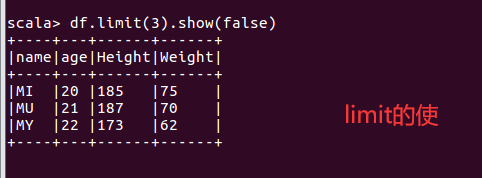 scala> df.limit(3).show(false)
+----+---+------+------+
|name|age|Height|Weight|
+----+---+------+------+
|MI  |20 |185   |75    |
|MU  |21 |187   |70    |
|MY  |22 |173   |62    |
+----+---+------+------+
limit的使